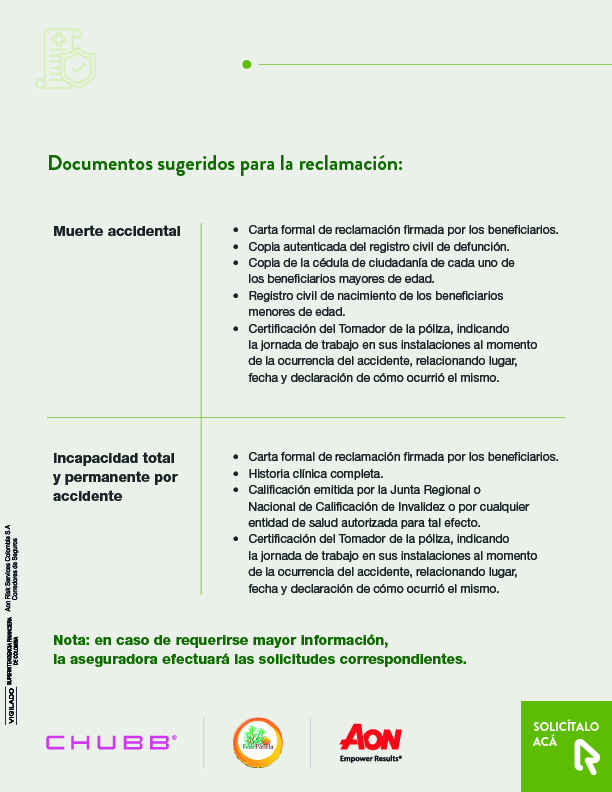 Documentos sugeridos para la reclamación:
Muerte accidental
• Carta formal de reclamación firmada por los beneficiarios.
• Copia autenticada del registro civil de defunción.
• Copia de la cédula de ciudadanía de cada uno de
los beneficiarios mayores de edad.
• Registro civil de nacimiento de los beneficiarios
menores de edad.
• Certificación del Tomador de la póliza, indicando
la jornada de trabajo en sus instalaciones al momento
de la ocurrencia del accidente, relacionando lugar,
fecha y declaración de cómo ocurrió el mismo.
Incapacidad total
y permanente por
accidente
• Carta formal de reclamación firmada por los beneficiarios.
• Historia clínica completa.
• Calificación emitida por la Junta Regional o
Nacional de Calificación de Invalidez o por cualquier
entidad de salud autorizada para tal efecto.
• Certificación del Tomador de la póliza, indicando
la jornada de trabajo en sus instalaciones al momento
de la ocurrencia del accidente, relacionando lugar,
fecha y declaración de cómo ocurrió el mismo.
Nota: en caso de requerirse mayor información,
la aseguradora efectuará las solicitudes correspondientes.
VIGILADO
SUPERINTENDENCIA FINANCIERA
DE COLOMBIA
Aon Risk Services Colombia S.A
Corredores de Seguros
CHUBB®
FedePanela
AON
Empower Results®
SOLICÍTALO
ACÁ